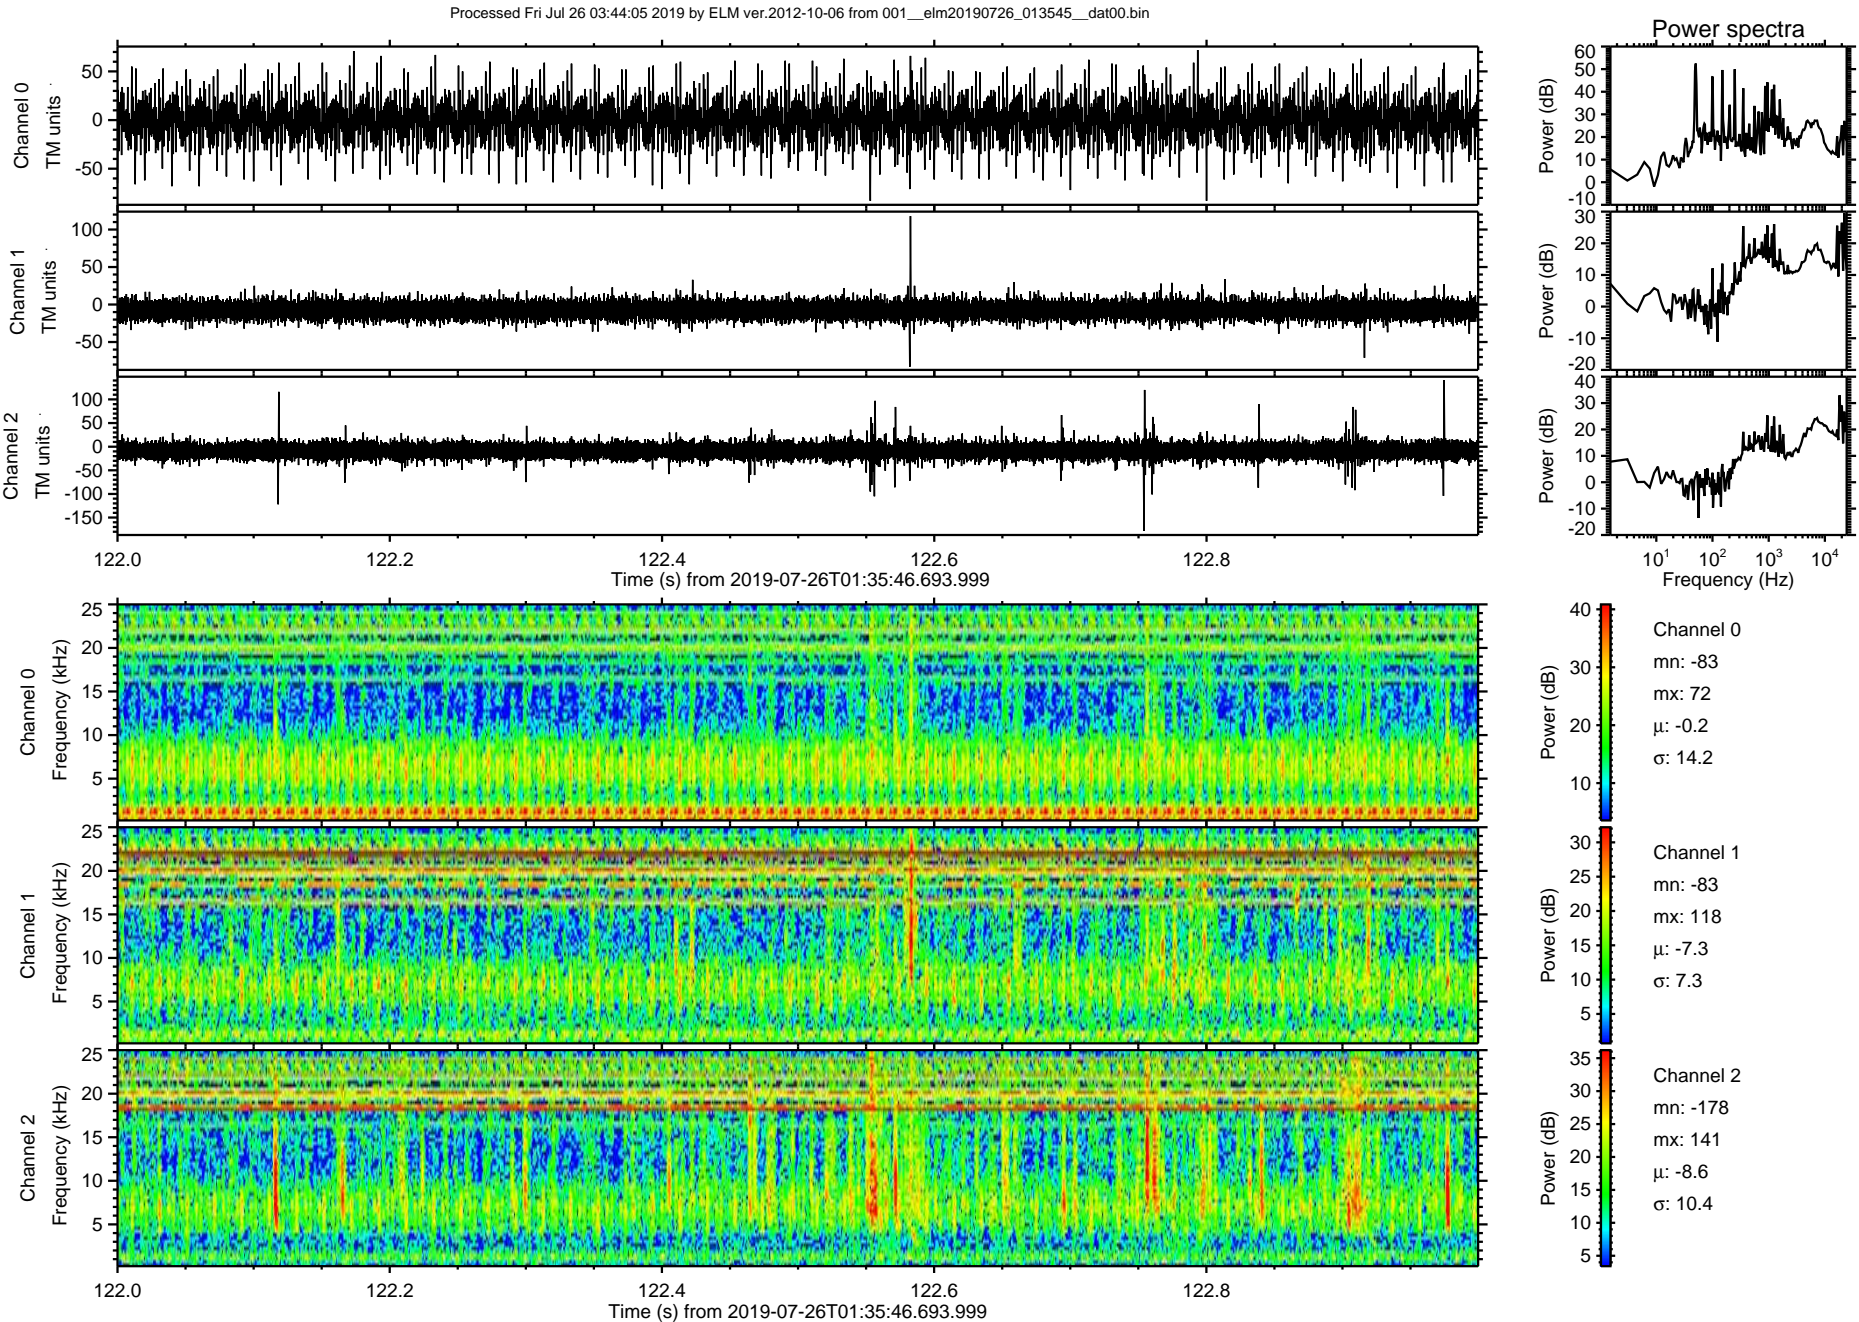 Processed Fri Jul 26 03:44:05 2019 by ELM ver.2012-10-06 from 001__elm20190726_013545__dat00.bin
Power spectra
Channel 0
TM units
50
0
-50
Power (dB)
60
50
40
30
20
10
0
-10
Channel 1
TM units
100
50
0
-50
Power (dB)
30
20
10
0
-10
-20
Channel 2
TM units
100
50
0
-50
-100
-150
Power (dB)
40
30
20
10
0
-10
-20
122.0 122.2 122.4 122.6 122.8
Time (s) from 2019-07-26T01:35:46.693.999
10¹ 10² 10³ 10⁴
Frequency (Hz)
Channel 0
Frequency (kHz)
25
20
15
10
5
Power (dB)
40
30
20
10
Channel 0
mn: -83
mx: 72
μ: -0.2
σ: 14.2
Channel 1
Frequency (kHz)
25
20
15
10
5
Power (dB)
30
25
20
15
10
5
Channel 1
mn: -83
mx: 118
μ: -7.3
σ: 7.3
Channel 2
Frequency (kHz)
25
20
15
10
5
Power (dB)
35
30
25
20
15
10
5
Channel 2
mn: -178
mx: 141
μ: -8.6
σ: 10.4
122.0 122.2 122.4 122.6 122.8
Time (s) from 2019-07-26T01:35:46.693.999